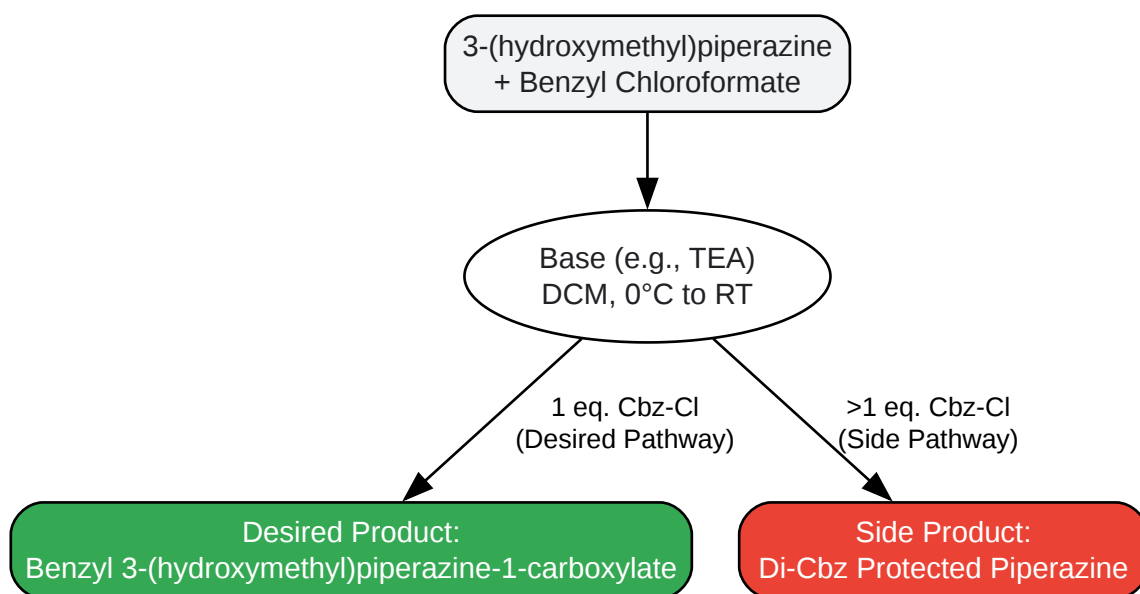 3-(hydroxymethyl)piperazine
+ Benzyl Chloroformate
Base (e.g., TEA)
DCM, 0°C to RT
1 eq. Cbz-Cl
(Desired Pathway)
>1 eq. Cbz-Cl
(Side Pathway)
Desired Product:
Benzyl 3-(hydroxymethyl)piperazine-1-carboxylate
Side Product:
Di-Cbz Protected Piperazine